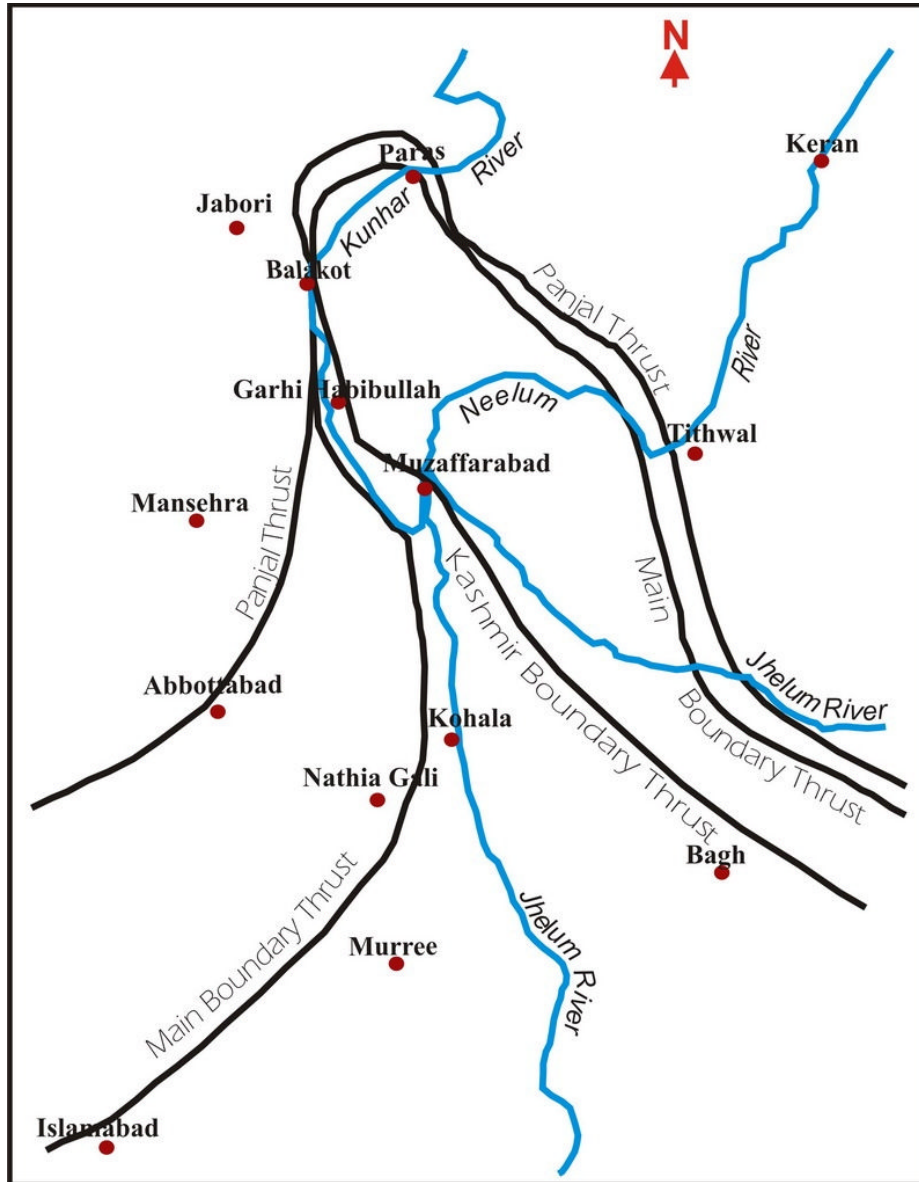 N
Keran
Paras
River
Kunhar
Jabori
Balakot
Panjal Thrust
River
Garhi Habibullah
Neelum
Tithwal
Muzaffarabad
Mansehra
Panjal Thrust
Kashmir Boundary Thrust
Main Boundary Thrust
Jhelum River
Abbottabad
Kohala
Nathia Gali
Bagh
Main Boundary Thrust
Murree
Jhelum River
Islamabad